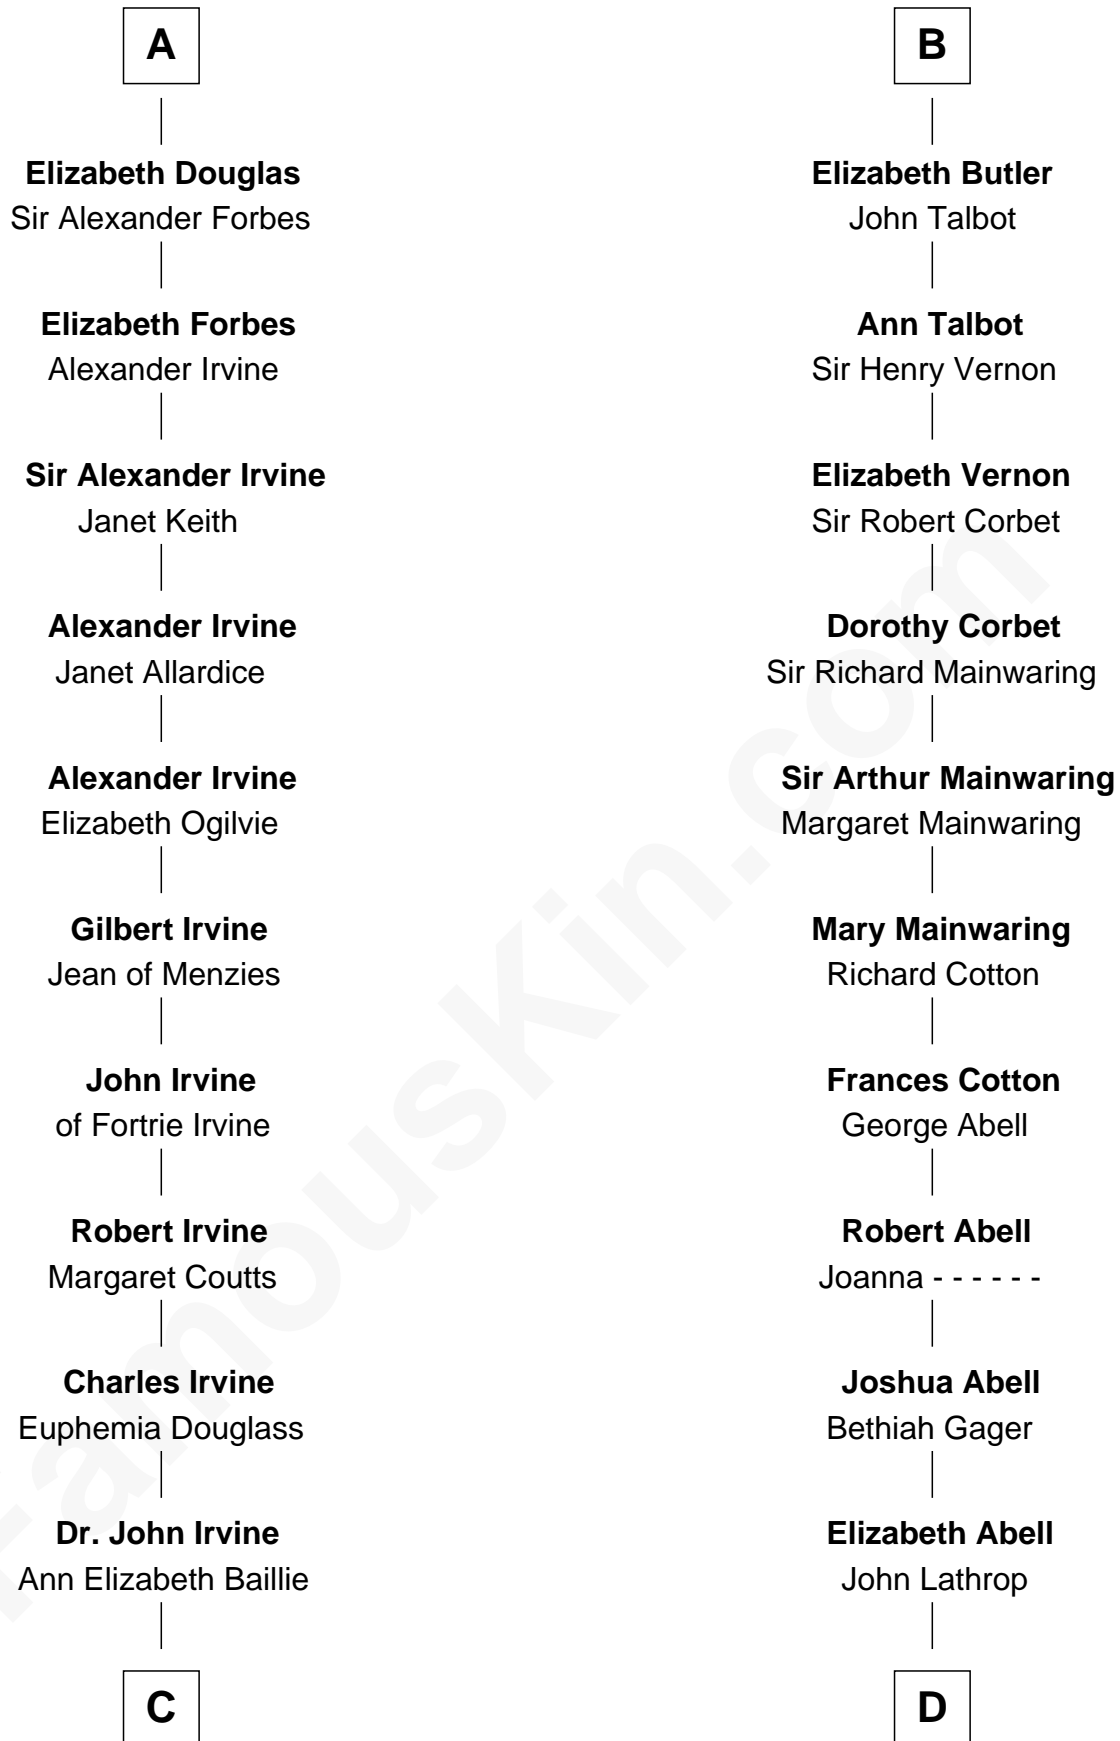 A
Elizabeth Douglas
Sir Alexander Forbes
Elizabeth Forbes
Alexander Irvine
Sir Alexander Irvine
Janet Keith
Alexander Irvine
Janet Allardice
Alexander Irvine
Elizabeth Ogilvie
Gilbert Irvine
Jean of Menzies
John Irvine
of Fortrie Irvine
Robert Irvine
Margaret Coutts
Charles Irvine
Euphemia Douglass
Dr. John Irvine
Ann Elizabeth Baillie
C
B
Elizabeth Butler
John Talbot
Ann Talbot
Sir Henry Vernon
Elizabeth Vernon
Sir Robert Corbet
Dorothy Corbet
Sir Richard Mainwaring
Sir Arthur Mainwaring
Margaret Mainwaring
Mary Mainwaring
Richard Cotton
Frances Cotton
George Abell
Robert Abell
Joanna - - - - - -
Joshua Abell
Bethiah Gager
Elizabeth Abell
John Lathrop
D
FamousKin.com